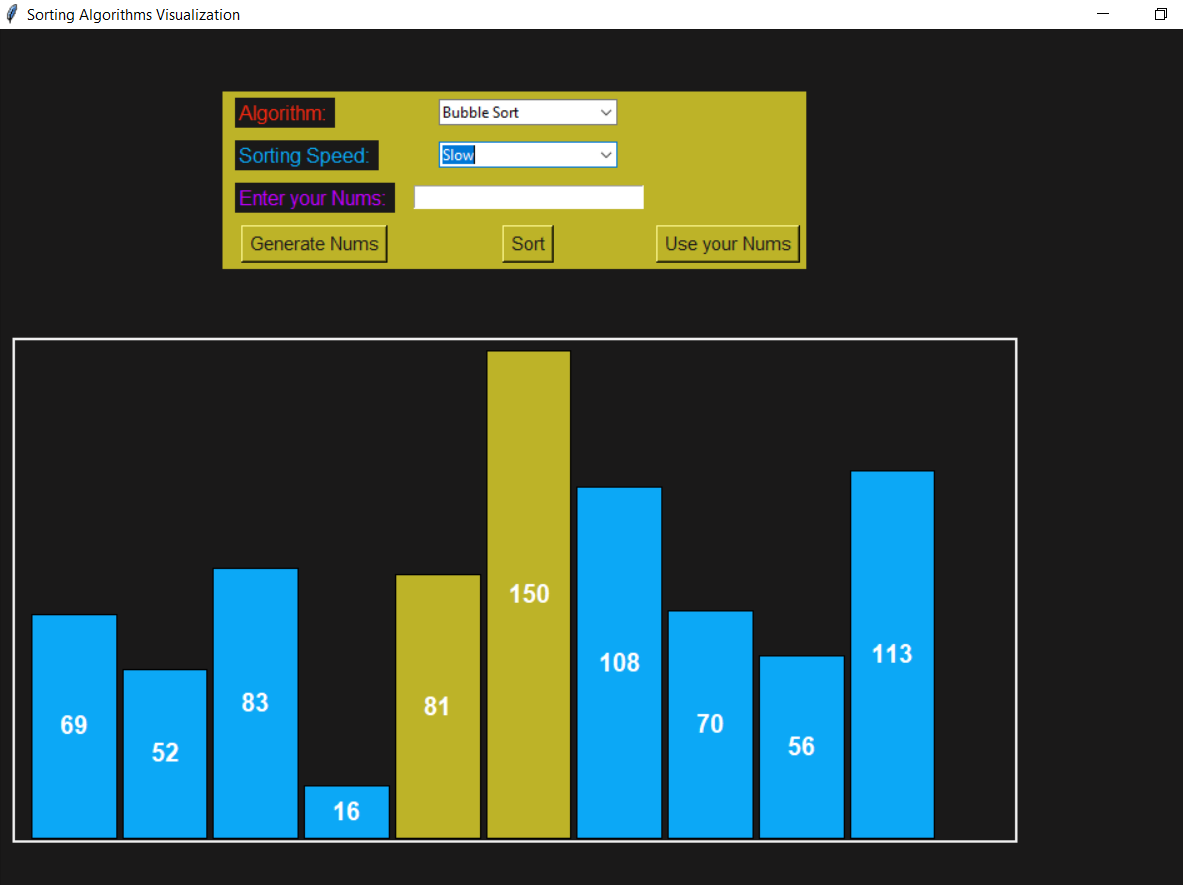 Sorting Algorithms Visualization
Algorithm: Bubble Sort
Sorting Speed: Slow
Enter your Nums:
Generate Nums Sort Use your Nums
69 52 83 16 81 150 108 70 56 113